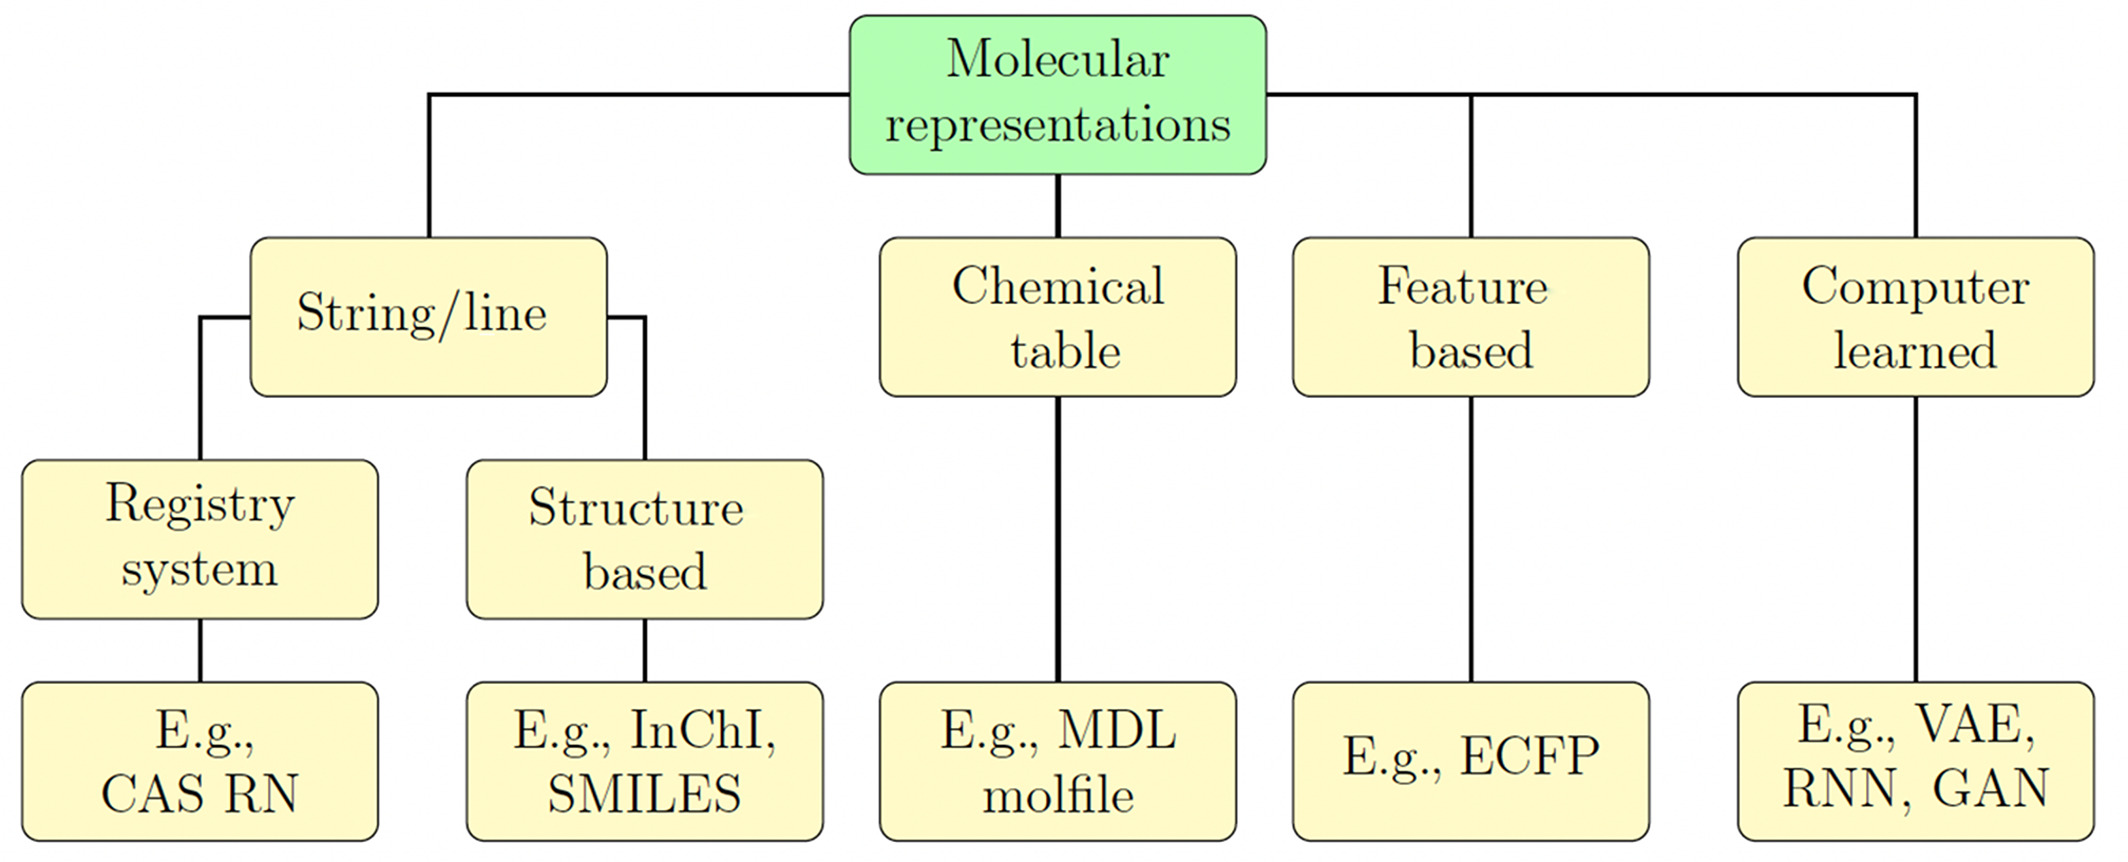 Molecular
representations
String/line
Chemical
table
Feature
based
Computer
learned
Registry
system
Structure
based
E.g.,
CAS RN
E.g., InChI,
SMILES
E.g., MDL
molfile
E.g., ECFP
E.g., VAE,
RNN, GAN